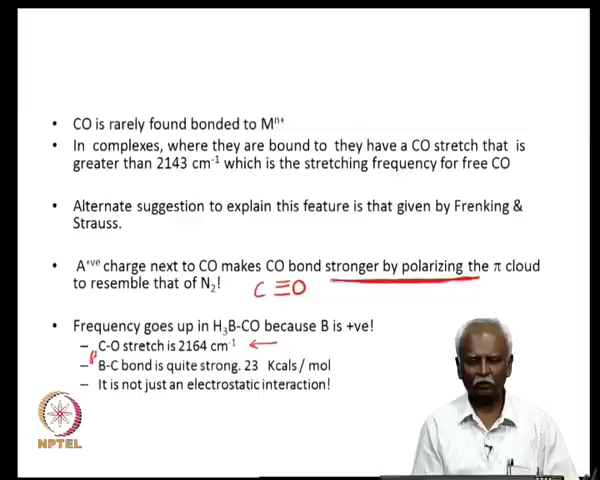 • CO is rarely found bonded to Mⁿ⁺
• In complexes, where they are bound to they have a CO stretch that is
greater than 2143 cm⁻¹ which is the stretching frequency for free CO
• Alternate suggestion to explain this feature is that given by Frenking &
Strauss.
• A⁺ᵛᵉ charge next to CO makes CO bond stronger by polarizing the π cloud
to resemble that of N₂!
C≡O
• Frequency goes up in H₃B-CO because B is +ve!
– C-O stretch is 2164 cm⁻¹ ←
– B-C bond is quite strong. 23 Kcals / mol
– It is not just an electrostatic interaction!
NPTEL